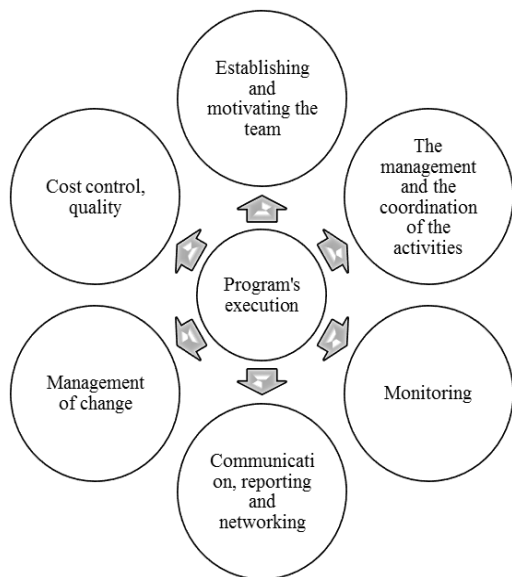 Establishing
and
motivating the
team
The
management
and the
coordination
of the
activities
Cost control,
quality
Program's
execution
Management
of change
Monitoring
Communicati
on, reporting
and
networking